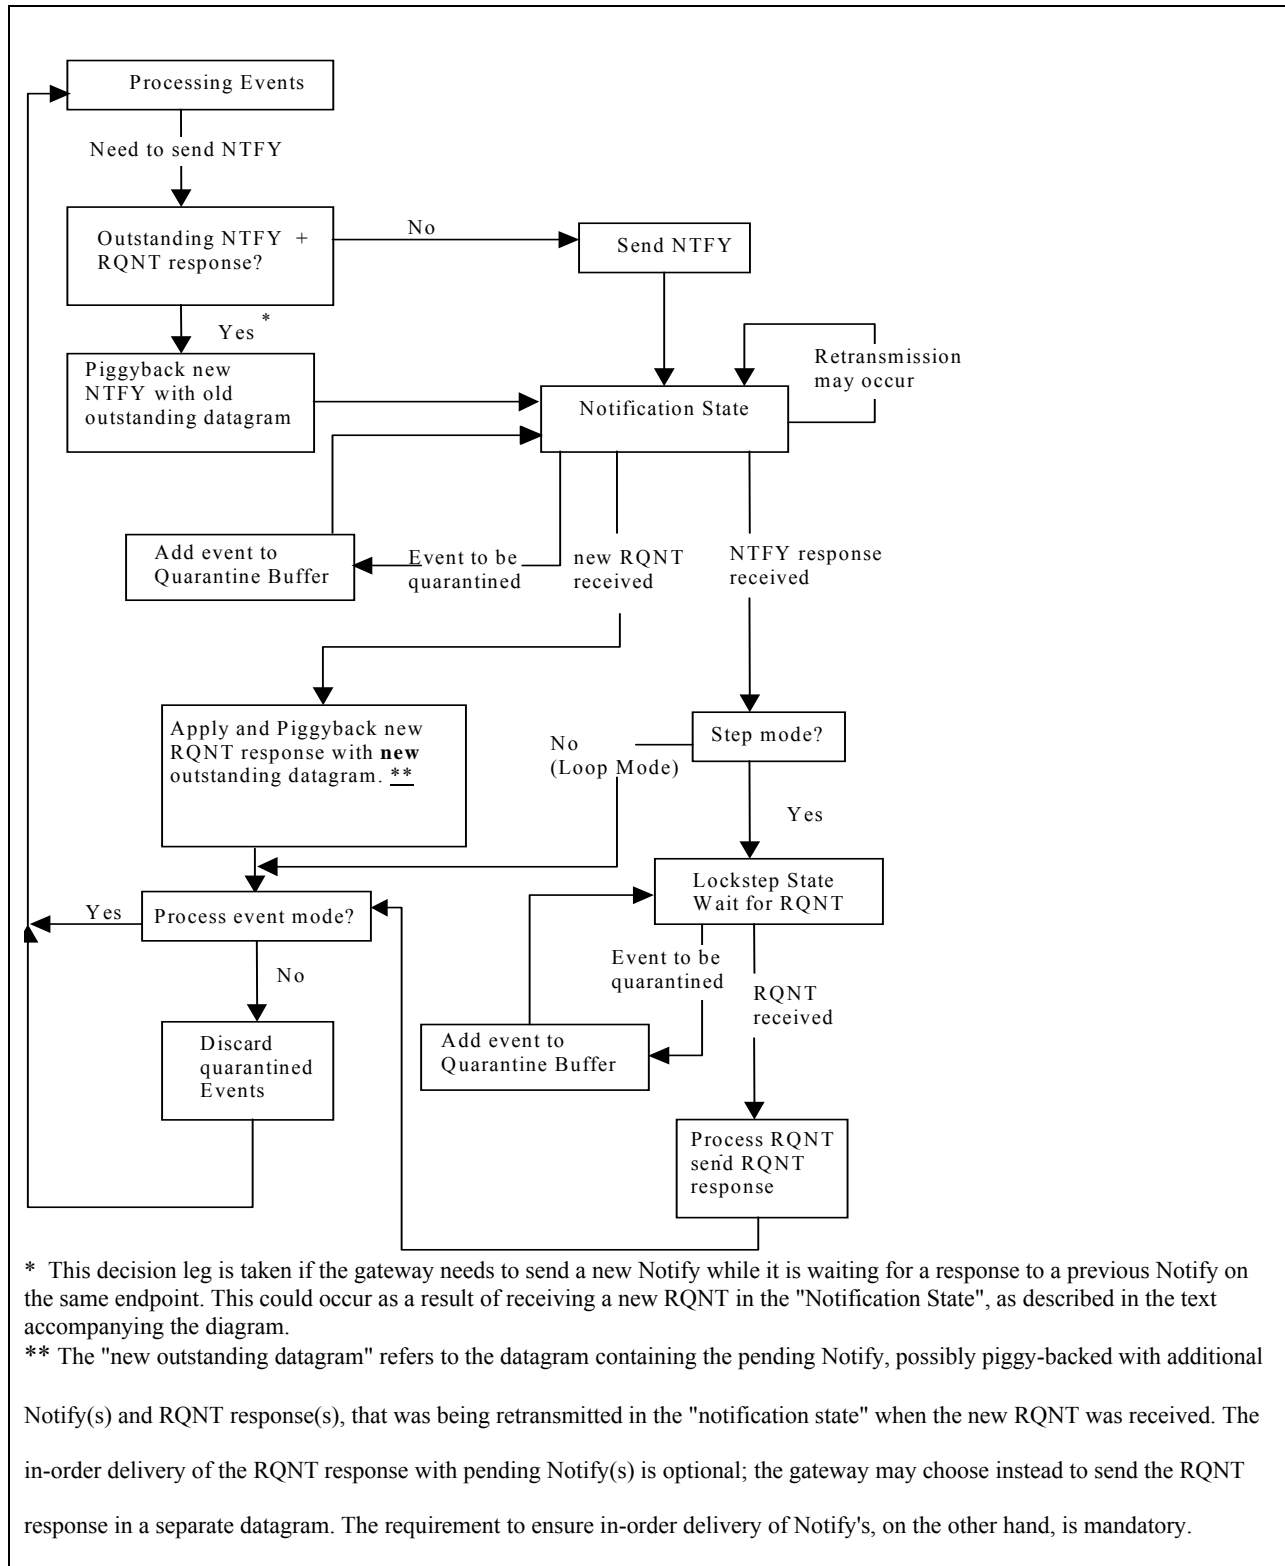 Processing Events
Need to send NTFY
Outstanding NTFY +
RQNT response?
No
Send NTFY
Yes *
Piggyback new
NTFY with old
outstanding datagram
Retransmission
may occur
Notification State
Add event to
Quarantine Buffer
Event to be
quarantined
new RQNT
received
NTFY response
received
Apply and Piggyback new
RQNT response with new
outstanding datagram. **
No
(Loop Mode)
Step mode?
Yes
Lockstep State
Wait for RQNT
Yes
Process event mode?
No
Event to be
quarantined
RQNT
received
Discard
quarantined
Events
Add event to
Quarantine Buffer
Process RQNT
send RQNT
response
* This decision leg is taken if the gateway needs to send a new Notify while it is waiting for a response to a previous Notify on
the same endpoint. This could occur as a result of receiving a new RQNT in the "Notification State", as described in the text
accompanying the diagram.
** The "new outstanding datagram" refers to the datagram containing the pending Notify, possibly piggy-backed with additional
Notify(s) and RQNT response(s), that was being retransmitted in the "notification state" when the new RQNT was received. The
in-order delivery of the RQNT response with pending Notify(s) is optional; the gateway may choose instead to send the RQNT
response in a separate datagram. The requirement to ensure in-order delivery of Notify's, on the other hand, is mandatory.